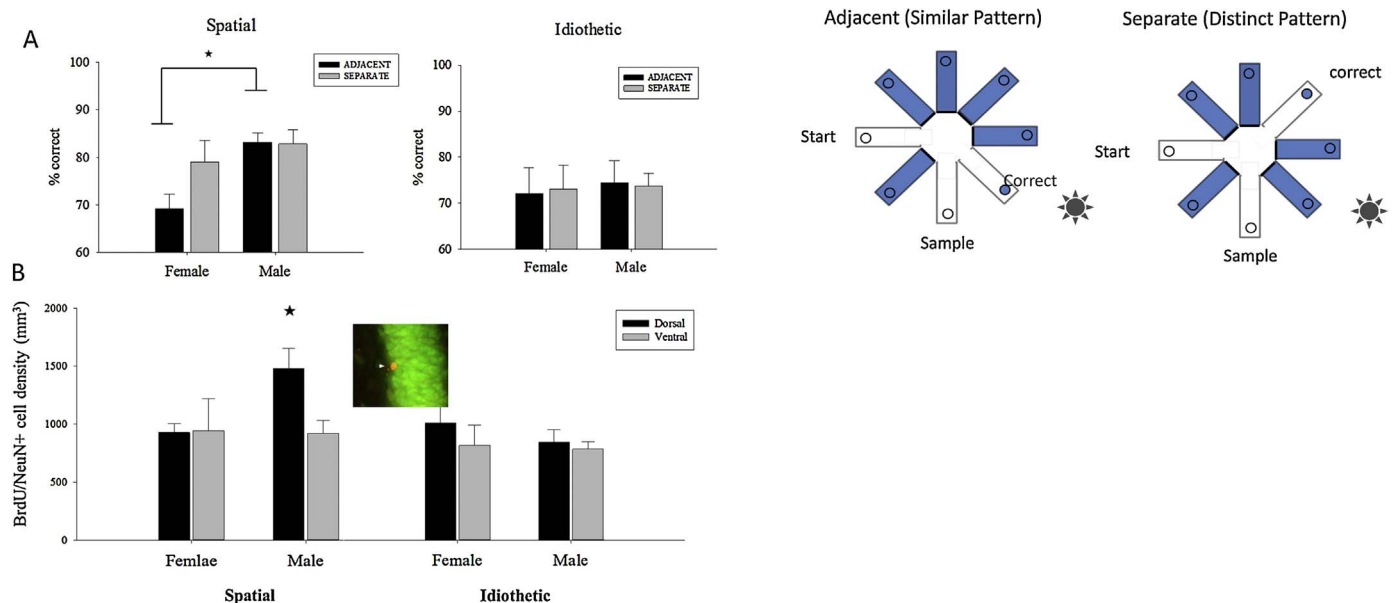 A
Spatial
★
ADJACENT
SEPARATE
100
90
80
70
60
% correct
Female
Male
Idiothetic
ADJACENT
SEPARATE
100
90
80
70
60
% correct
Female
Male
Adjacent (Similar Pattern)
Start
Correct
Sample
Separate (Distinct Pattern)
correct
Start
Sample
B
★
Dorsal
Ventral
2000
1500
1000
500
0
BrdU/NeuN+ cell density (mm³)
Femlae
Male
Female
Male
Spatial
Idiothetic